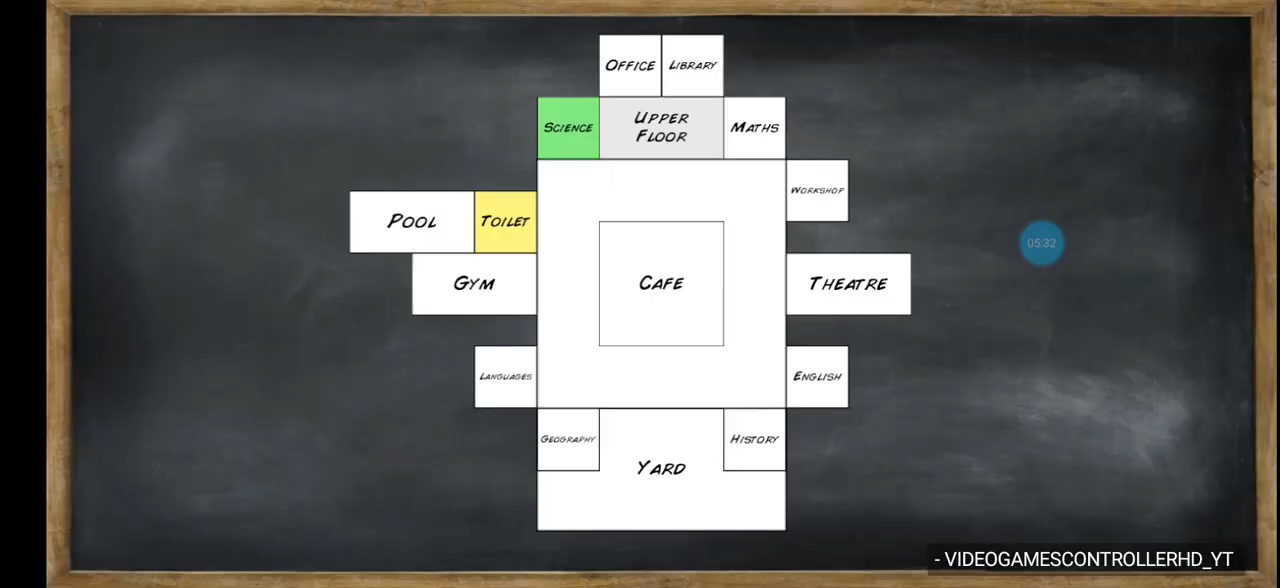 OFFICE
LIBRARY
SCIENCE
UPPER
FLOOR
MATHS
WORKSHOP
POOL
TOILET
05:32
GYM
CAFE
THEATRE
LANGUAGES
ENGLISH
GEOGRAPHY
HISTORY
YARD
- VIDEOGAMESCONTROLLERHD_YT